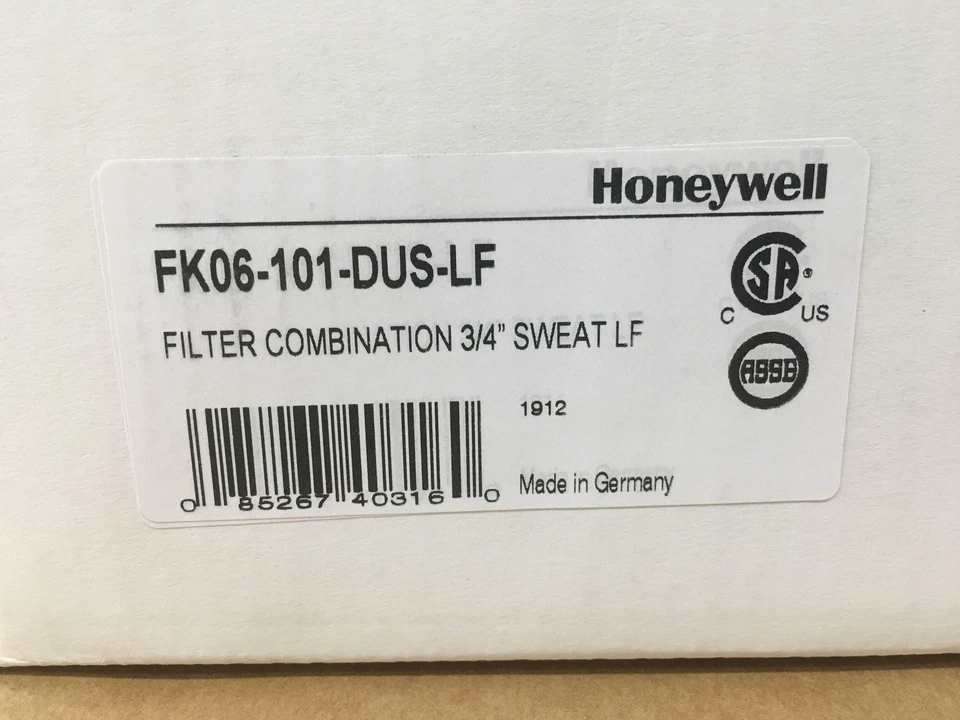 Honeywell
FK06-101-DUS-LF
FILTER COMBINATION 3/4" SWEAT LF
SA®
C US
ASSE
1912
Made in Germany
0 85267 40316 0